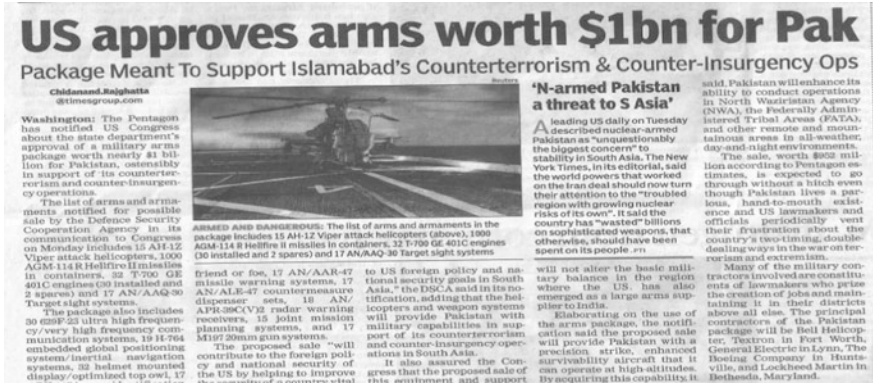 US approves arms worth $1bn for Pak
Package Meant To Support Islamabad's Counterterrorism & Counter-Insurgency Ops
Chidanand.Rajghatta
@timesgroup.com
Washington: The Pentagon
has notified US Congress
about the state department's
approval of a military arms
package worth nearly $1 bil-
lion for Pakistan, ostensibly
in support of its counterter-
rorism and counter-insurgen-
cy operations.
The list of arms and arma-
ments notified for possible
sale by the Defence Security
Cooperation Agency in its
communication to Congress
on Monday includes 15 AH-1Z
Viper attack helicopters, 1000
AGM-114 R Hellfire II missiles
in containers, 32 T-700 GE
401C engines (30 installed and
2 spares) and 17 AN/AAQ-30
Target sight systems.
The package also includes
30 629F-23 ultra high frequen-
cy/very high frequency com-
munication systems, 19 H-764
embedded global positioning
system/inertial navigation
systems, 32 helmet mounted
display/optimized top owl, 17
Reuters
ARMED AND DANGEROUS: The list of arms and armaments in the
package includes 15 AH-1Z Viper attack helicopters (above), 1000
AGM-114 R Hellfire II missiles in containers, 32 T-700 GE 401C engines
(30 installed and 2 spares) and 17 AN/AAQ-30 Target sight systems
friend or foe, 17 AN/AAR-47
missile warning systems, 17
AN/ALE-47 countermeasure
dispenser sets, 18 AN/
APR-39C(V)2 radar warning
receivers, 15 joint mission
planning systems, and 17
M197 20mm gun systems.
The proposed sale "will
contribute to the foreign poli-
cy and national security of
the US by helping to improve
the security of a country vital
to US foreign policy and na-
tional security goals in South
Asia," the DSCA said in its no-
tification, adding that the hel-
icopters and weapon systems
will provide Pakistan with
military capabilities in sup-
port of its counterterrorism
and counter-insurgency oper-
ations in South Asia.
It also assured the Con-
gress that the proposed sale of
this equipment and support
'N-armed Pakistan
a threat to S Asia'
A leading US daily on Tuesday
described nuclear-armed
Pakistan as "unquestionably
the biggest concern" to
stability in South Asia. The New
York Times, in its editorial, said
the world powers that worked
on the Iran deal should now turn
their attention to the "troubled
region with growing nuclear
risks of its own". It said the
country has "wasted" billions
on sophisticated weapons, that
otherwise, should have been
spent on its people. PTI
will not alter the basic mili-
tary balance in the region
where the US. has also
emerged as a large arms sup-
plier to India.
Elaborating on the use of
the arms package, the notifi-
cation said the proposed sale
will provide Pakistan with a
precision strike, enhanced
survivability aircraft that it
can operate at high-altitudes.
By acquiring this capability, it
said, Pakistan will enhance its
ability to conduct operations
in North Waziristan Agency
(NWA), the Federally Admin-
istered Tribal Areas (FATA),
and other remote and moun-
tainous areas in all-weather,
day-and-night environments.
The sale, worth $952 mil-
lion according to Pentagon es-
timates, is expected to go
through without a hitch even
though Pakistan lives a par-
lous, hand-to-mouth exist-
ence and US lawmakers and
officials periodically vent
their frustration about the
country's two-timing, double-
dealing ways in the war on ter-
rorism and extremism.
Many of the military con-
tractors involved are constitu-
ents of lawmakers who prize
the creation of jobs and main-
taining it in their districts
above all else. The principal
contractors of the Pakistan
package will be Bell Helicop-
ter, Textron in Fort Worth,
General Electric in Lynn, The
Boeing Company in Hunts-
ville, and Lockheed Martin in
Bethesda, Maryland.